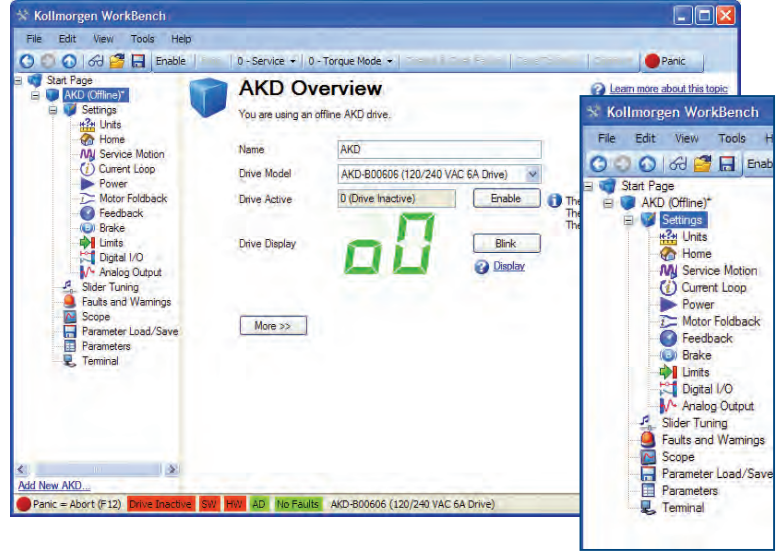 Kollmorgen WorkBench
File Edit View Tools Help
Enable 0 - Service 0 - Torque Mode Panic
Start Page
AKD (Offline)*
Settings
Units
Home
Service Motion
Current Loop
Power
Motor Foldback
Feedback
Brake
Limits
Digital I/O
Analog Output
Slider Tuning
Faults and Warnings
Scope
Parameter Load/Save
Parameters
Terminal
Add New AKD...
AKD Overview
Learn more about this topic
You are using an offline AKD drive.
Name AKD
Drive Model AKD-B00606 (120/240 VAC 6A Drive)
Drive Active 0 (Drive Inactive) Enable
The
The
The
Drive Display o0 Blink
Display
More >>
Panic = Abort (F12) Drive Inactive SW HW AD No Faults AKD-B00606 (120/240 VAC 6A Drive)
Kollmorgen WorkBench
File Edit View Tools H
Enab
Start Page
AKD (Offline)*
Settings
Units
Home
Service Motion
Current Loop
Power
Motor Foldback
Feedback
Brake
Limits
Digital I/O
Analog Output
Slider Tuning
Faults and Warnings
Scope
Parameter Load/Save
Parameters
Terminal